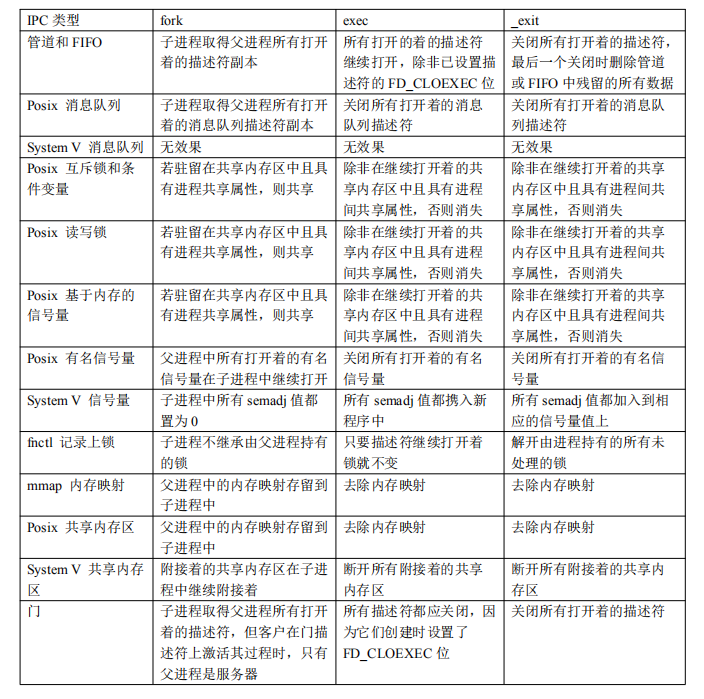 IPC 类型 fork exec _exit
管道和 FIFO 子进程取得父进程所有打开 所有打开的着的描述符 关闭所有打开着的描述符，
着的描述符副本 继续打开，除非已设置描 最后一个关闭时删除管道
述符的 FD_CLOEXEC 位 或 FIFO 中残留的所有数据
Posix 消息队列 子进程取得父进程所有打开 关闭所有打开着的消息 关闭所有打开着的消息队
着的消息队列描述符副本 队列描述符 列描述符
System V 消息队列 无效果 无效果 无效果
Posix 互斥锁和条 若驻留在共享内存区中且具 除非在继续打开着的共 除非在继续打开着的共享
件变量 有进程共享属性，则共享 享内存区中且具有进程 内存区中且具有进程间共
间共享属性，否则消失 享属性，否则消失
Posix 读写锁 若驻留在共享内存区中且具 除非在继续打开着的共 除非在继续打开着的共享
有进程共享属性，则共享 享内存区中且具有进程 内存区中且具有进程间共
间共享属性，否则消失 享属性，否则消失
Posix 基于内存的 若驻留在共享内存区中且具 除非在继续打开着的共 除非在继续打开着的共享
信号量 有进程共享属性，则共享 享内存区中且具有进程 内存区中且具有进程间共
间共享属性，否则消失 享属性，否则消失
Posix 有名信号量 父进程中所有打开着的有名 关闭所有打开着的有名 关闭所有打开着的有名信
信号量在子进程中继续打开 信号量 号量
System V 信号量 子进程中所有 semadj 值都 所有 semadj 值都携入新 所有 semadj 值都加入到相
置为 0 程序中 应的信号量值上
fnctl 记录上锁 子进程不继承由父进程持有 只要描述符继续打开着 解开由进程持有的所有未
的锁 锁就不变 处理的锁
mmap 内存映射 父进程中的内存映射存留到 去除内存映射 去除内存映射
子进程中
Posix 共享内存区 父进程中的内存映射存留到 去除内存映射 去除内存映射
子进程中
System V 共享内存 附接着的共享内存区在子进 断开所有附接着的共享 断开所有附接着的共享内
区 程中继续附接着 内存区 存区
门 子进程取得父进程所有打开 所有描述符都应关闭，因 关闭所有打开着的描述符
着的描述符，但客户在门描 为它们创建时设置了
述符上激活其过程时，只有 FD_CLOEXEC 位
父进程是服务器